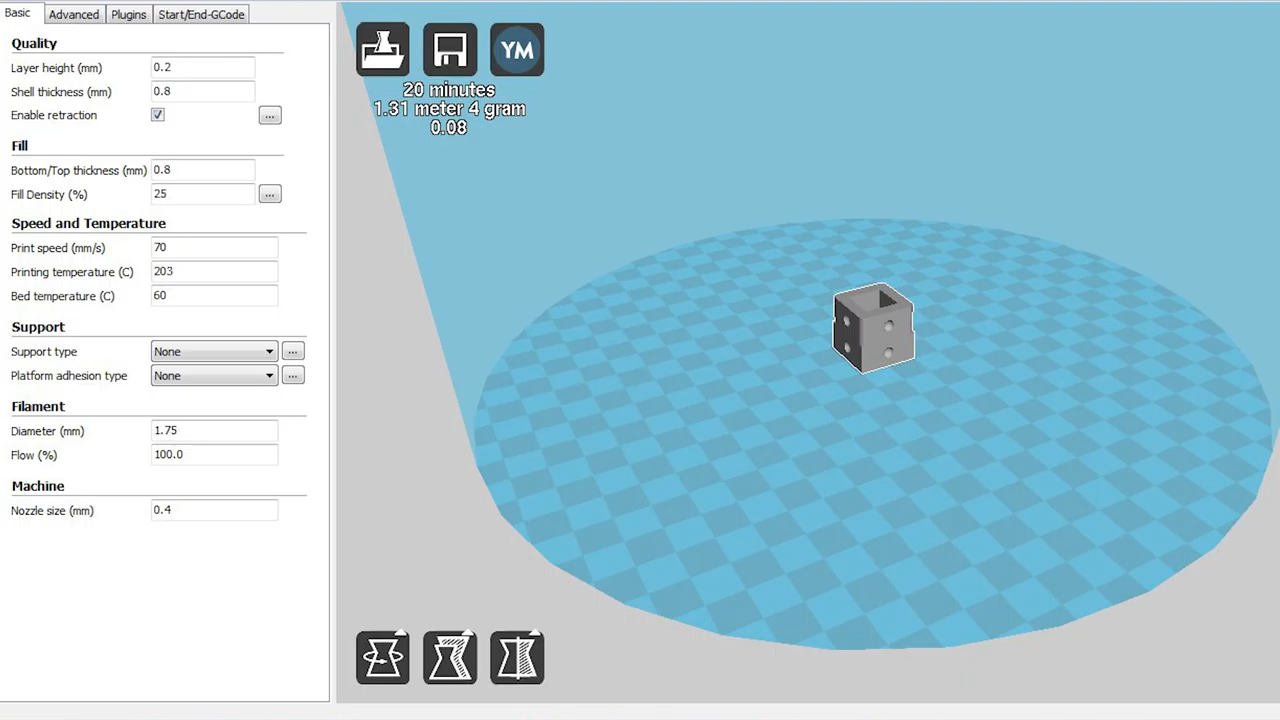 Basic Advanced Plugins Start/End-GCode
Quality
Layer height (mm) 0.2
Shell thickness (mm) 0.8
Enable retraction ...
Fill
Bottom/Top thickness (mm) 0.8
Fill Density (%) 25 ...
Speed and Temperature
Print speed (mm/s) 70
Printing temperature (C) 203
Bed temperature (C) 60
Support
Support type None ...
Platform adhesion type None ...
Filament
Diameter (mm) 1.75
Flow (%) 100.0
Machine
Nozzle size (mm) 0.4
YM
20 minutes
1.31 meter 4 gram
0.08